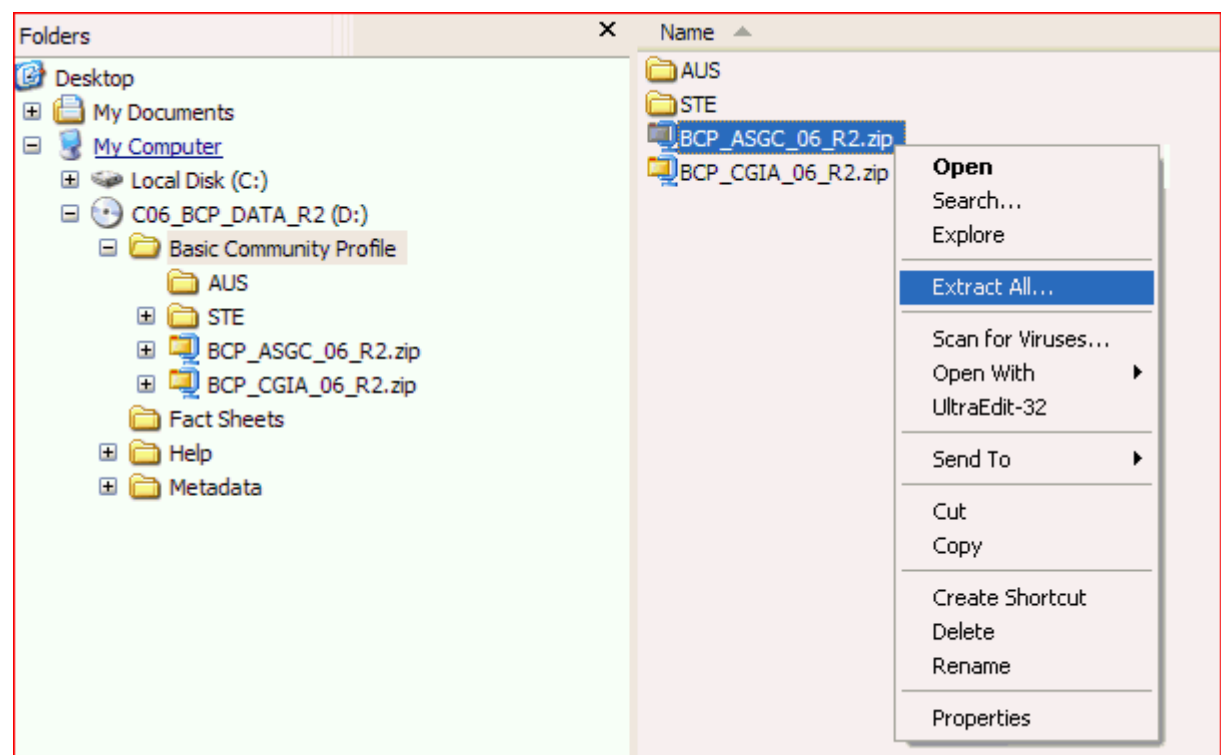 Folders
Desktop
My Documents
My Computer
Local Disk (C:)
C06_BCP_DATA_R2 (D:)
Basic Community Profile
AUS
STE
BCP_ASGC_06_R2.zip
BCP_CGIA_06_R2.zip
Fact Sheets
Help
Metadata
Name
AUS
STE
BCP_ASGC_06_R2.zip
BCP_CGIA_06_R2.zip
Open
Search...
Explore
Extract All...
Scan for Viruses...
Open With
UltraEdit-32
Send To
Cut
Copy
Create Shortcut
Delete
Rename
Properties